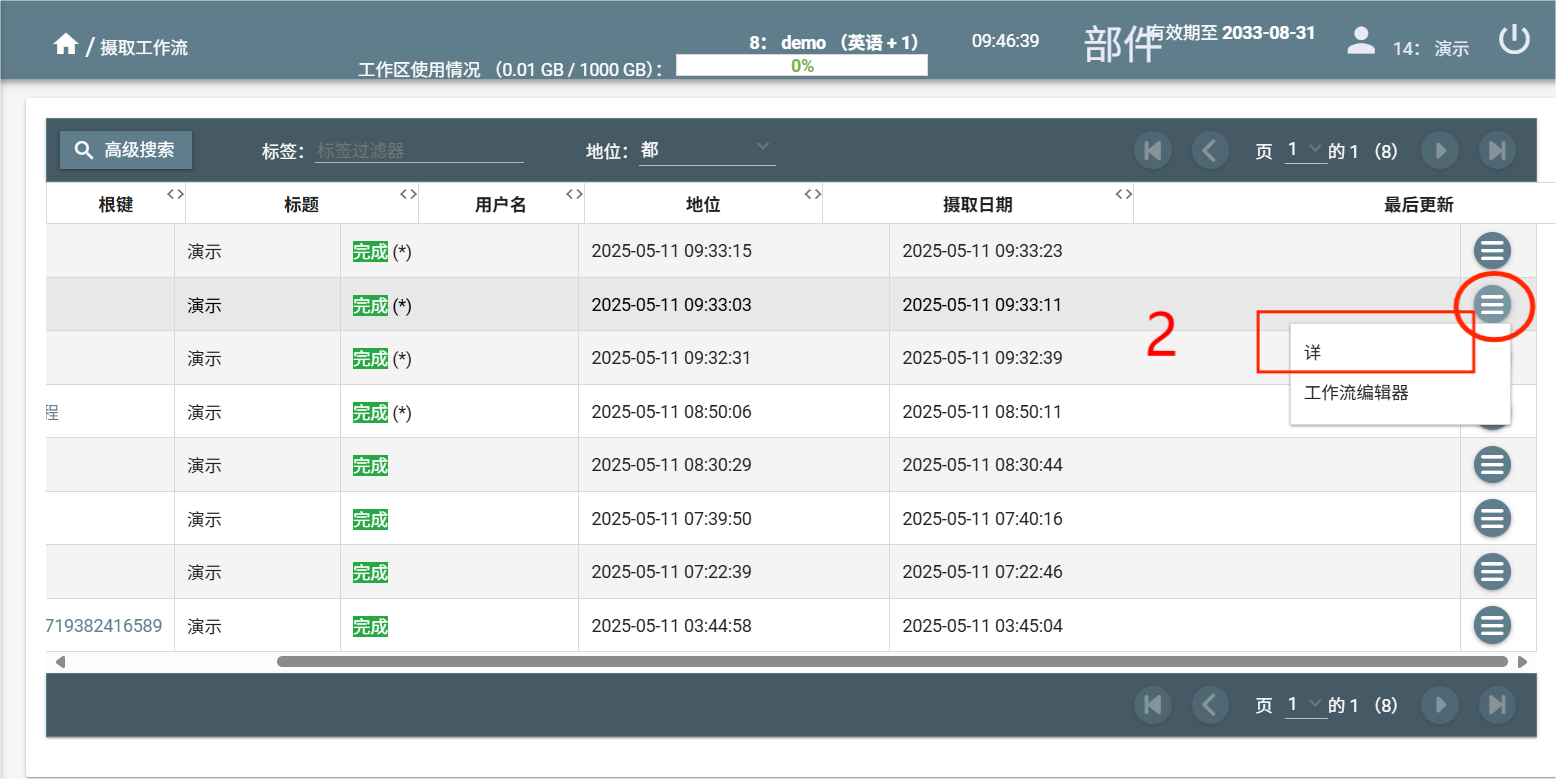 / 摄取工作流
8： demo （英语 + 1）
工作区使用情况 （0.01 GB / 1000 GB）：
0%
09:46:39
部件
有效期至 2033-08-31
14： 演示
高级搜索
标签： 标签过滤器
地位： 都
页 1 的 1 （8）
根键 <> 标题 <> 用户名 <> 地位 <> 摄取日期 <> 最后更新
演示 完成 (*) 2025-05-11 09:33:15 2025-05-11 09:33:23
演示 完成 (*) 2025-05-11 09:33:03 2025-05-11 09:33:11
2
演示 完成 (*) 2025-05-11 09:32:31 2025-05-11 09:32:39
详
工作流编辑器
程 演示 完成 (*) 2025-05-11 08:50:06 2025-05-11 08:50:11
演示 完成 2025-05-11 08:30:29 2025-05-11 08:30:44
演示 完成 2025-05-11 07:39:50 2025-05-11 07:40:16
演示 完成 2025-05-11 07:22:39 2025-05-11 07:22:46
719382416589 演示 完成 2025-05-11 03:44:58 2025-05-11 03:45:04
页 1 的 1 （8）